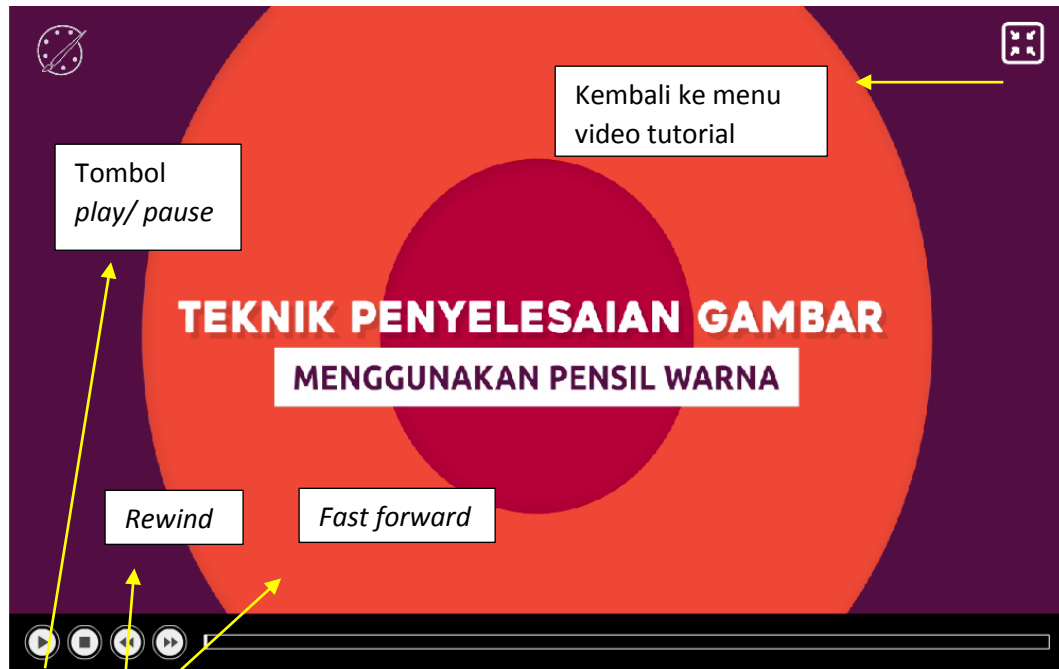 Kembali ke menu
video tutorial
Tombol
play/ pause
TEKNIK PENYELESAIAN GAMBAR
MENGGUNAKAN PENSIL WARNA
Rewind
Fast forward